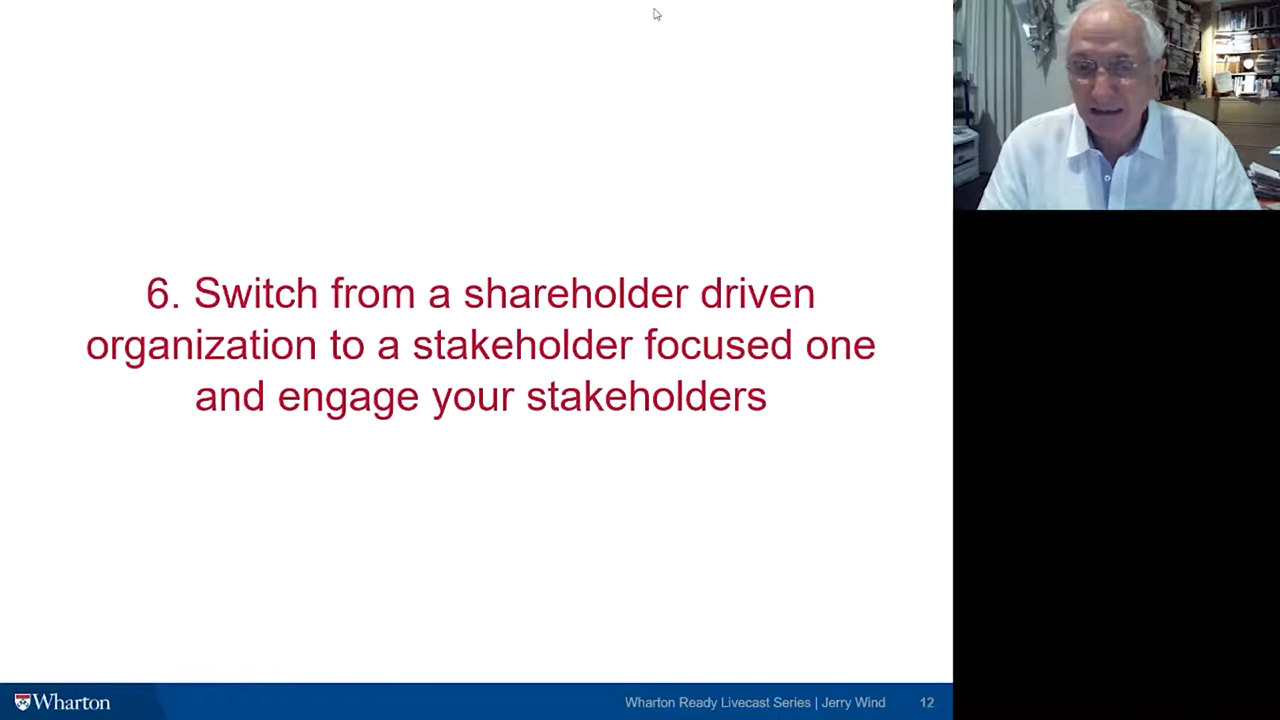 6. Switch from a shareholder driven
organization to a stakeholder focused one
and engage your stakeholders
Wharton
Wharton Ready Livecast Series | Jerry Wind
12